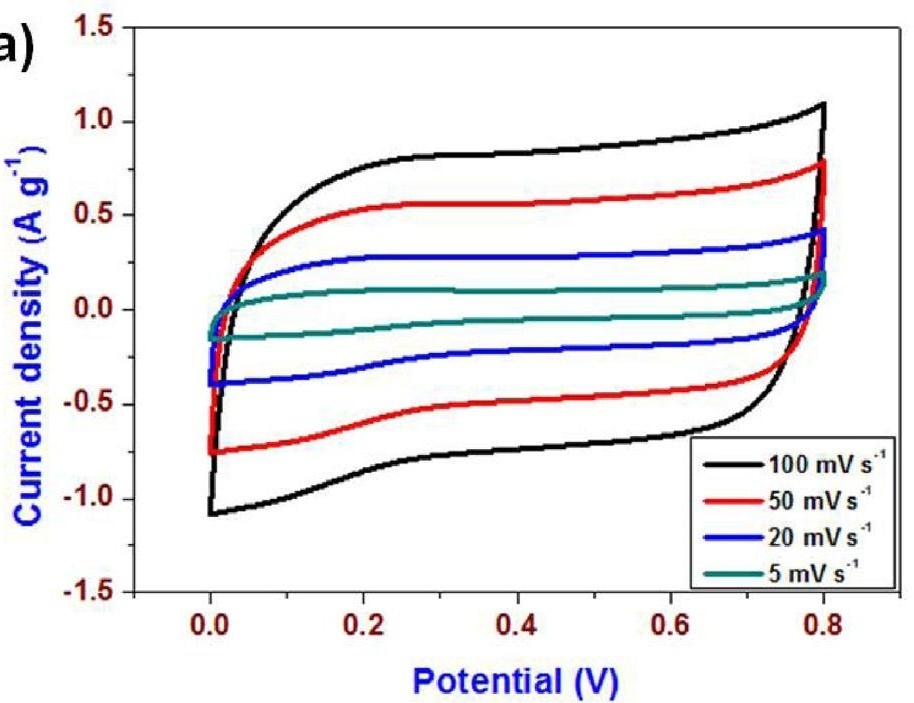 a)
1.5
1.0
0.5
0.0
-0.5
-1.0
-1.5
Current density (A g⁻¹)
100 mV s⁻¹
50 mV s⁻¹
20 mV s⁻¹
5 mV s⁻¹
0.0 0.2 0.4 0.6 0.8
Potential (V)